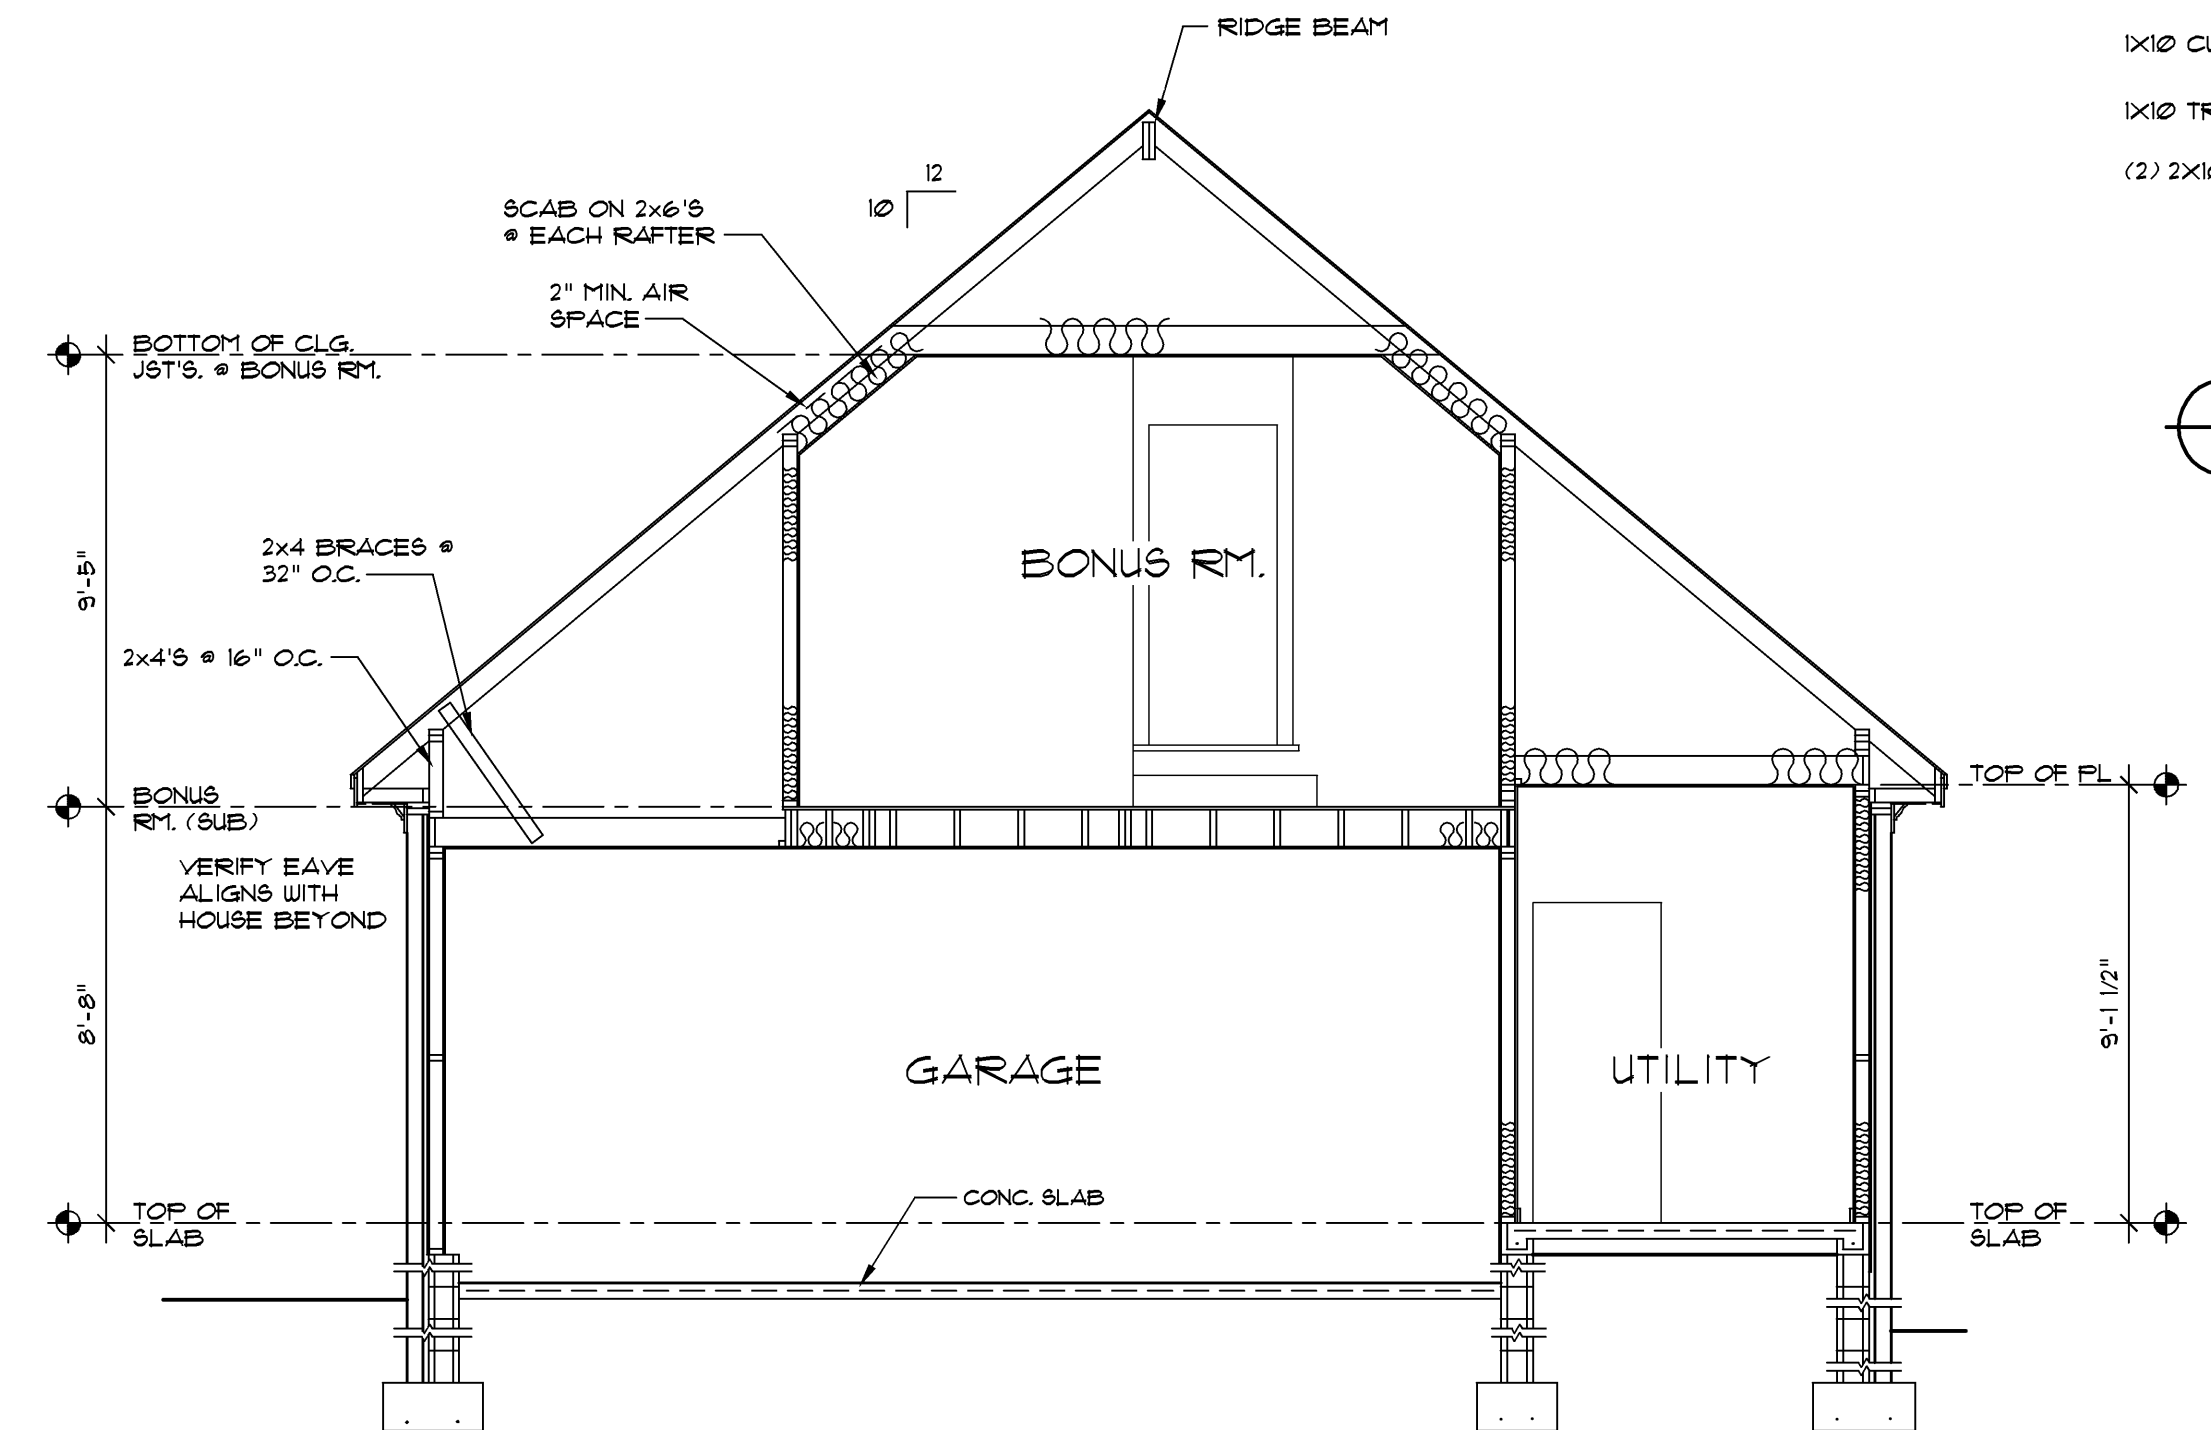 RIDGE BEAM
1X10
1X10
(2)
12
10
SCAB ON 2x6'S
@ EACH RAFTER
2" MIN. AIR
SPACE
BOTTOM OF CLG.
JST'S. @ BONUS RM.
9'-5"
2x4 BRACES @
32" O.C.
BONUS RM.
2x4'S @ 16" O.C.
TOP OF PL
BONUS
RM. (SUB)
VERIFY EAVE
ALIGNS WITH
HOUSE BEYOND
8'-8"
9'-1 1/2"
GARAGE
UTILITY
CONC. SLAB
TOP OF
SLAB
TOP OF
SLAB